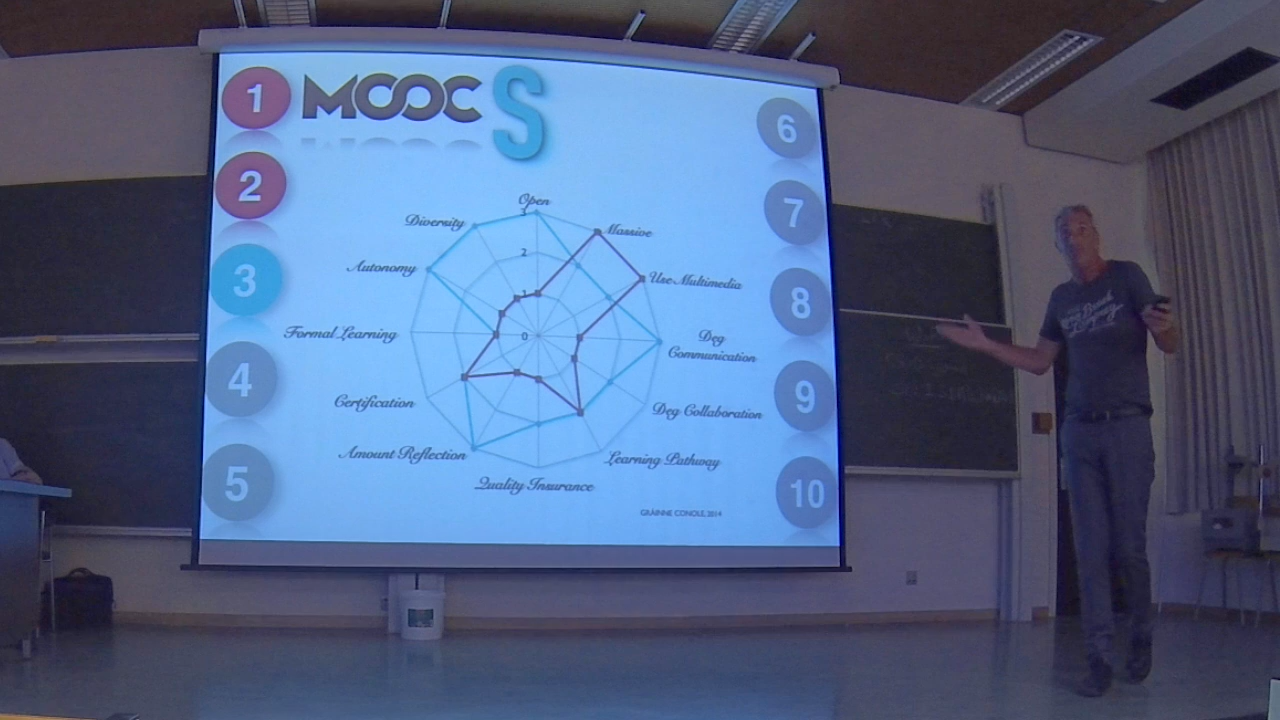 1
MOOC S
2
3
4
5
6
7
8
9
10
Open
Massive
Use Multimedia
Deg
Communication
Deg Collaboration
Learning Pathway
Quality Insurance
Amount Reflection
Certification
Formal Learning
Autonomy
Diversity
3
2
1
0
GRÁINNE CONOLE, 2014